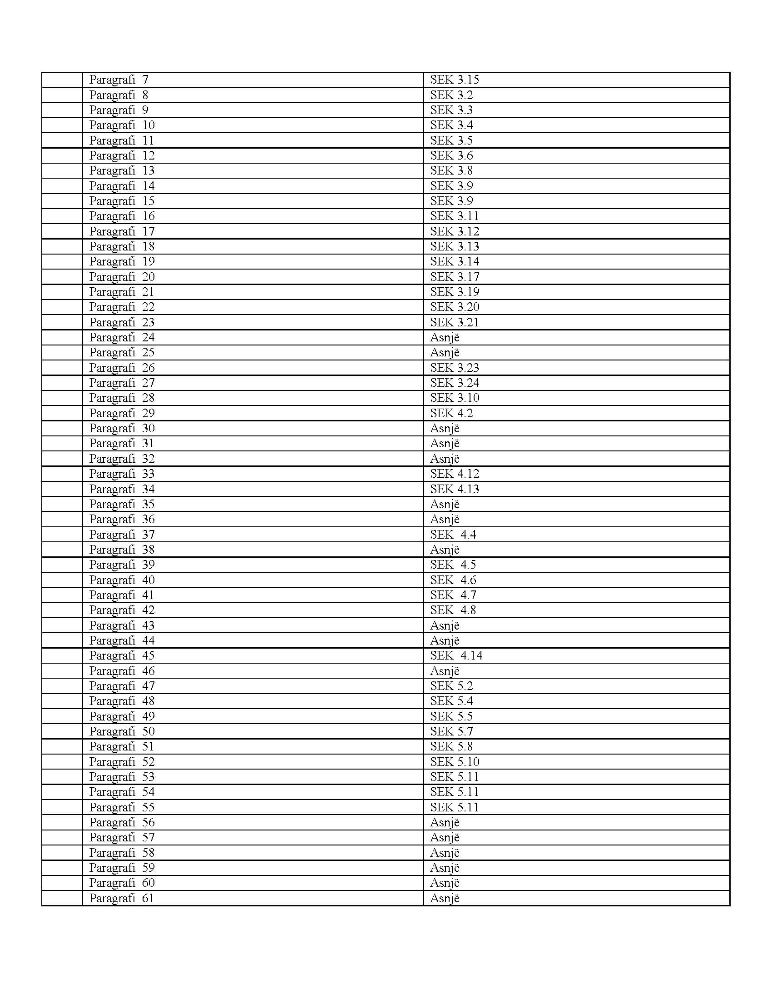 Paragrafi 7 SEK 3.15
Paragrafi 8 SEK 3.2
Paragrafi 9 SEK 3.3
Paragrafi 10 SEK 3.4
Paragrafi 11 SEK 3.5
Paragrafi 12 SEK 3.6
Paragrafi 13 SEK 3.8
Paragrafi 14 SEK 3.9
Paragrafi 15 SEK 3.9
Paragrafi 16 SEK 3.11
Paragrafi 17 SEK 3.12
Paragrafi 18 SEK 3.13
Paragrafi 19 SEK 3.14
Paragrafi 20 SEK 3.17
Paragrafi 21 SEK 3.19
Paragrafi 22 SEK 3.20
Paragrafi 23 SEK 3.21
Paragrafi 24 Asnjë
Paragrafi 25 Asnjë
Paragrafi 26 SEK 3.23
Paragrafi 27 SEK 3.24
Paragrafi 28 SEK 3.10
Paragrafi 29 SEK 4.2
Paragrafi 30 Asnjë
Paragrafi 31 Asnjë
Paragrafi 32 Asnjë
Paragrafi 33 SEK 4.12
Paragrafi 34 SEK 4.13
Paragrafi 35 Asnjë
Paragrafi 36 Asnjë
Paragrafi 37 SEK 4.4
Paragrafi 38 Asnjë
Paragrafi 39 SEK 4.5
Paragrafi 40 SEK 4.6
Paragrafi 41 SEK 4.7
Paragrafi 42 SEK 4.8
Paragrafi 43 Asnjë
Paragrafi 44 Asnjë
Paragrafi 45 SEK 4.14
Paragrafi 46 Asnjë
Paragrafi 47 SEK 5.2
Paragrafi 48 SEK 5.4
Paragrafi 49 SEK 5.5
Paragrafi 50 SEK 5.7
Paragrafi 51 SEK 5.8
Paragrafi 52 SEK 5.10
Paragrafi 53 SEK 5.11
Paragrafi 54 SEK 5.11
Paragrafi 55 SEK 5.11
Paragrafi 56 Asnjë
Paragrafi 57 Asnjë
Paragrafi 58 Asnjë
Paragrafi 59 Asnjë
Paragrafi 60 Asnjë
Paragrafi 61 Asnjë